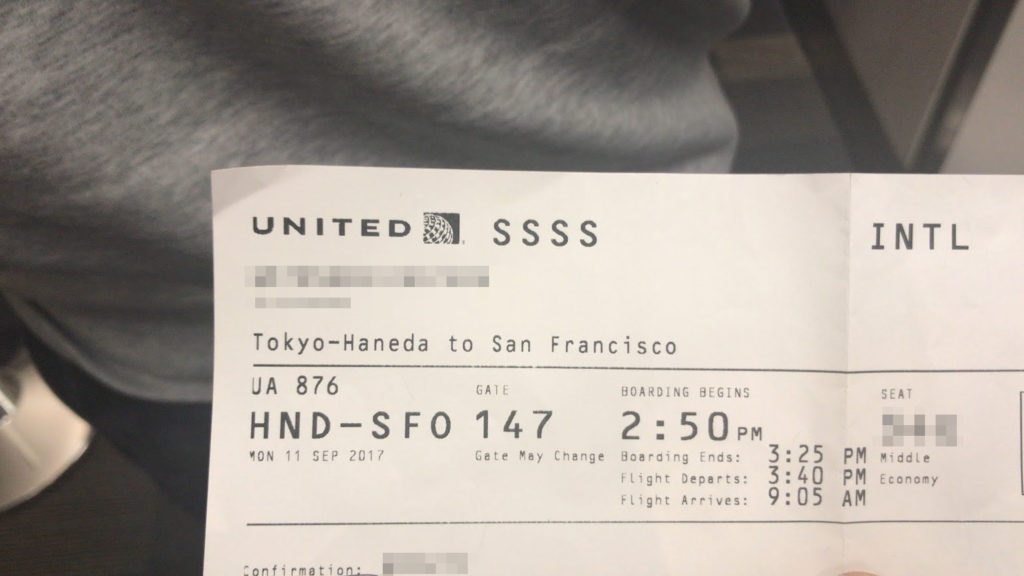 UNITED SSSS
INTL
Tokyo-Haneda to San Francisco
UA 876
HND-SFO
MON 11 SEP 2017
GATE
147
Gate May Change
BOARDING BEGINS
2:50 PM
Boarding Ends: 3:25 PM
Flight Departs: 3:40 PM
Flight Arrives: 9:05 AM
SEAT
Middle
Economy
Confirmation: